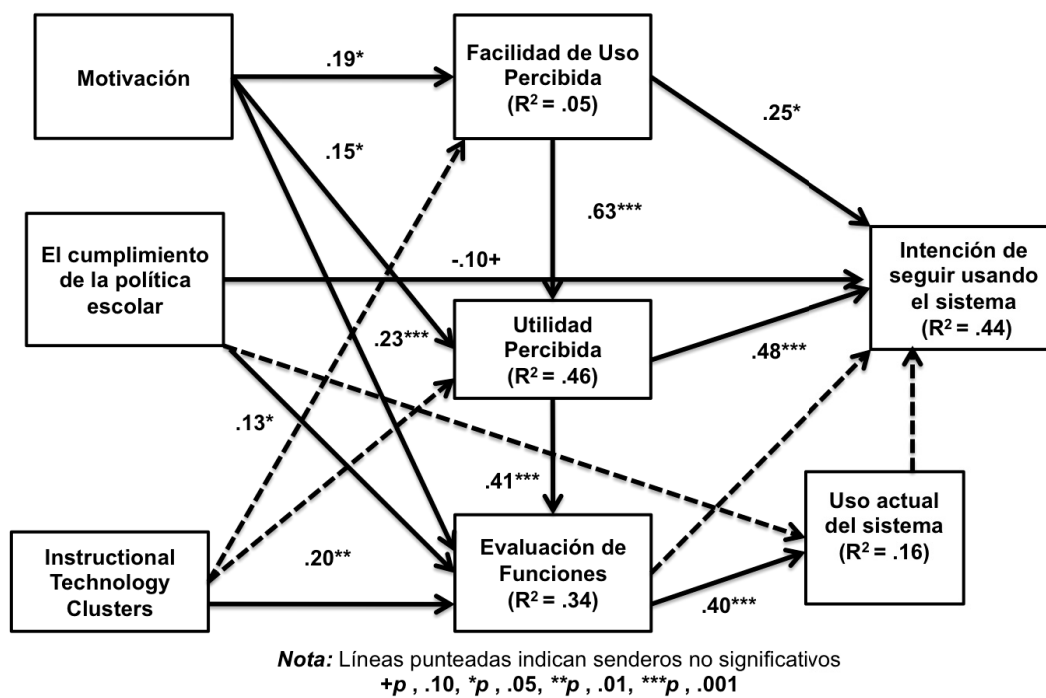 Motivación
El cumplimiento
de la política
escolar
Instructional
Technology
Clusters
.19*
.15*
.23***
.13*
.20**
Facilidad de Uso
Percibida
(R² = .05)
.63***
-.10+
Utilidad
Percibida
(R² = .46)
.41***
Evaluación de
Funciones
(R² = .34)
.25*
.48***
.40***
Intención de
seguir usando
el sistema
(R² = .44)
Uso actual
del sistema
(R² = .16)
Nota: Líneas punteadas indican senderos no significativos
+p , .10, *p , .05, **p , .01, ***p , .001